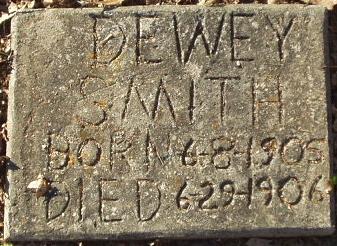 DEWEY
SMITH
BORN 6-8-1905
DIED 6-29-1906